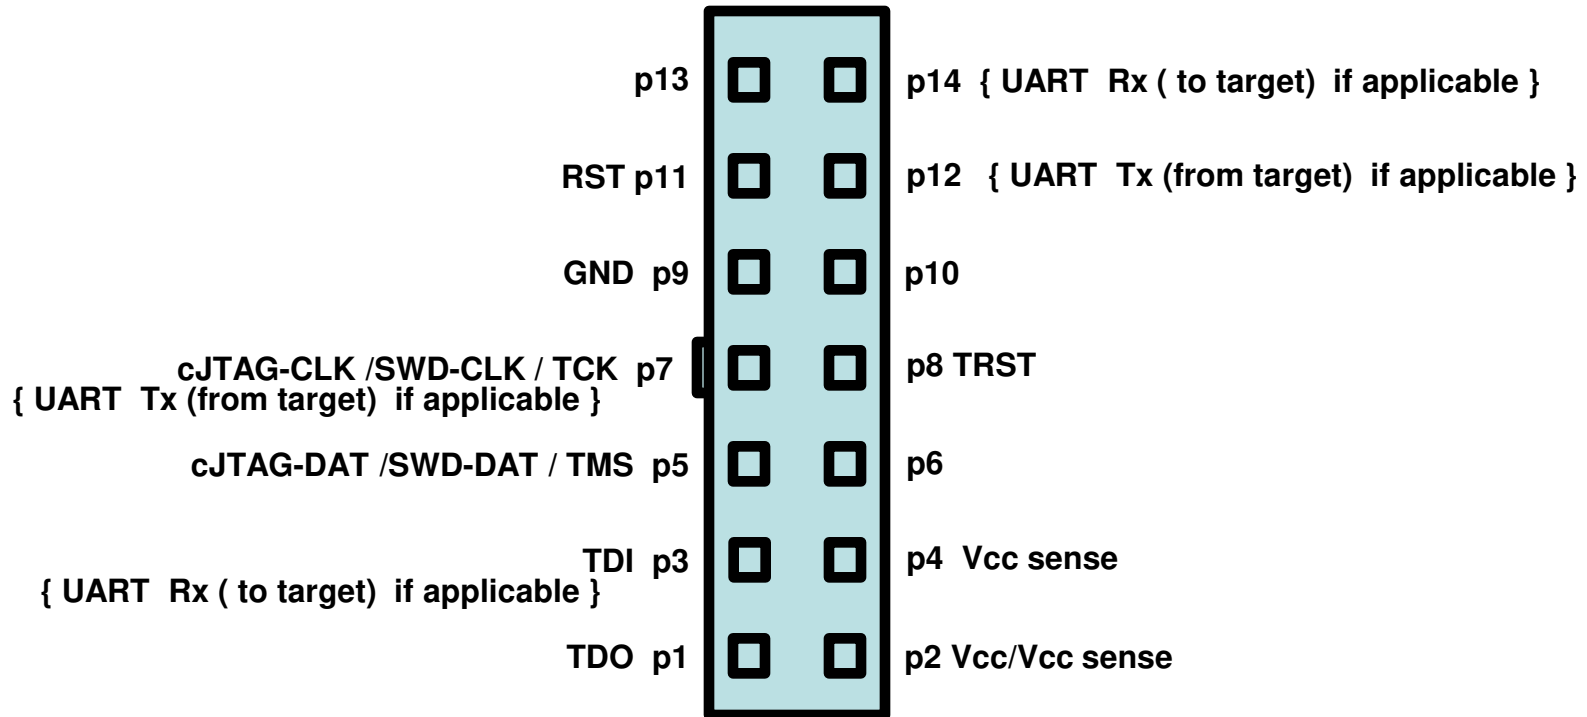 p13
p14 { UART Rx ( to target) if applicable }
RST p11
p12 { UART Tx (from target) if applicable }
GND p9
p10
cJTAG-CLK /SWD-CLK / TCK p7
{ UART Tx (from target) if applicable }
p8 TRST
cJTAG-DAT /SWD-DAT / TMS p5
p6
TDI p3
{ UART Rx ( to target) if applicable }
p4 Vcc sense
TDO p1
p2 Vcc/Vcc sense